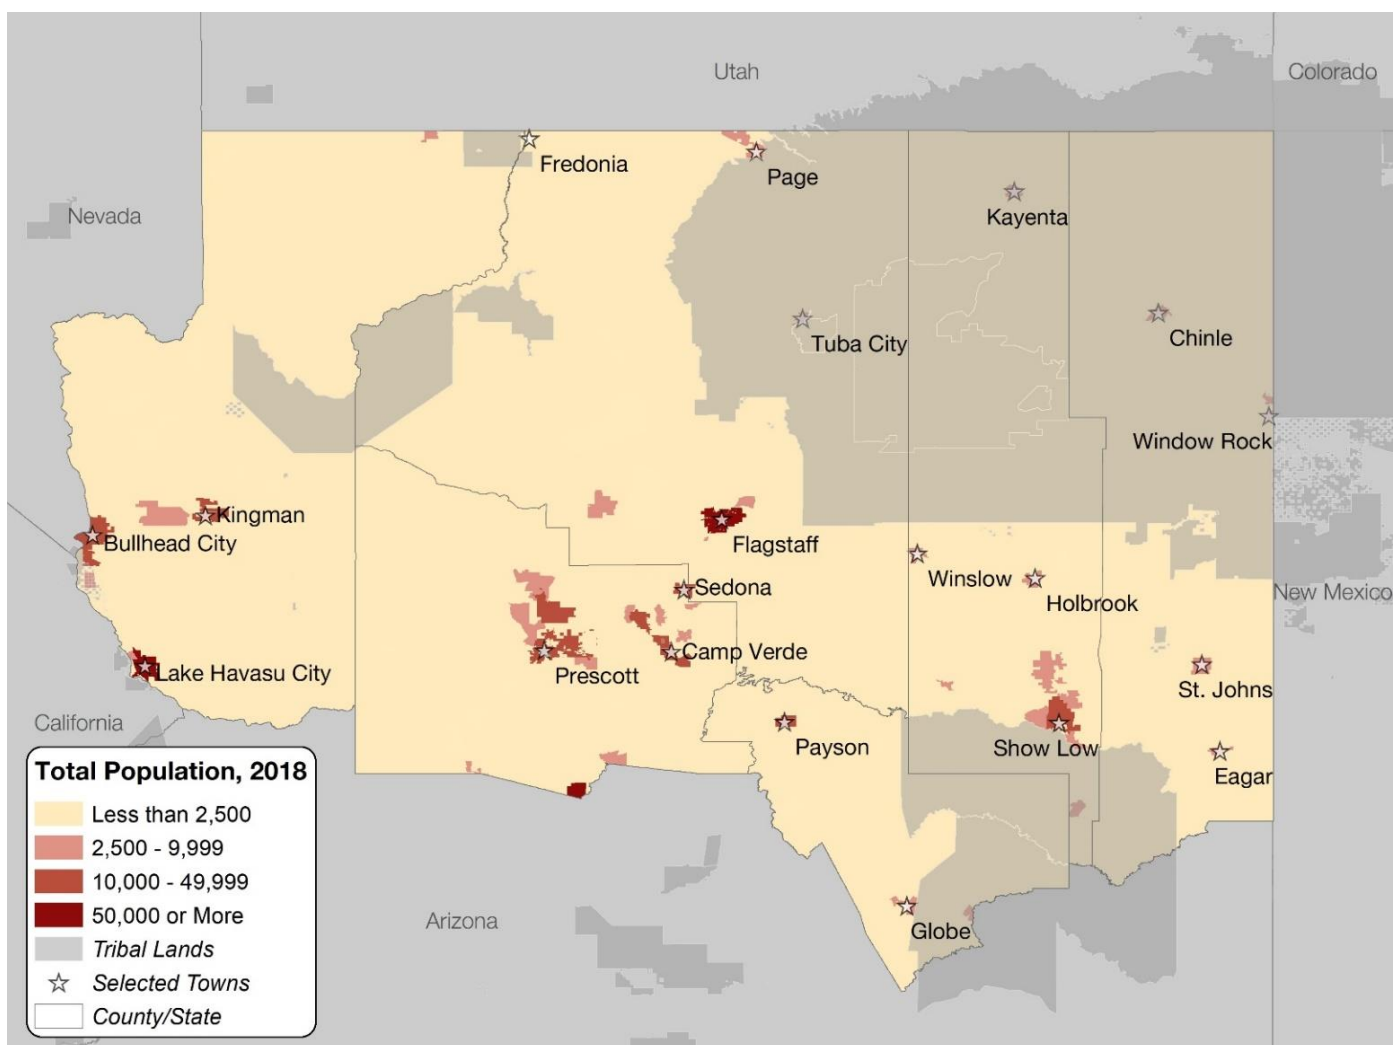 Utah
Colorado
Fredonia
Page
Kayenta
Nevada
Tuba City
Chinle
Window Rock
Kingman
Bullhead City
Flagstaff
Winslow
Sedona
Holbrook
New Mexico
Camp Verde
Lake Havasu City
Prescott
St. Johns
California
Payson
Show Low
Eagar
Arizona
Globe
Total Population, 2018
Less than 2,500
2,500 - 9,999
10,000 - 49,999
50,000 or More
Tribal Lands
Selected Towns
County/State